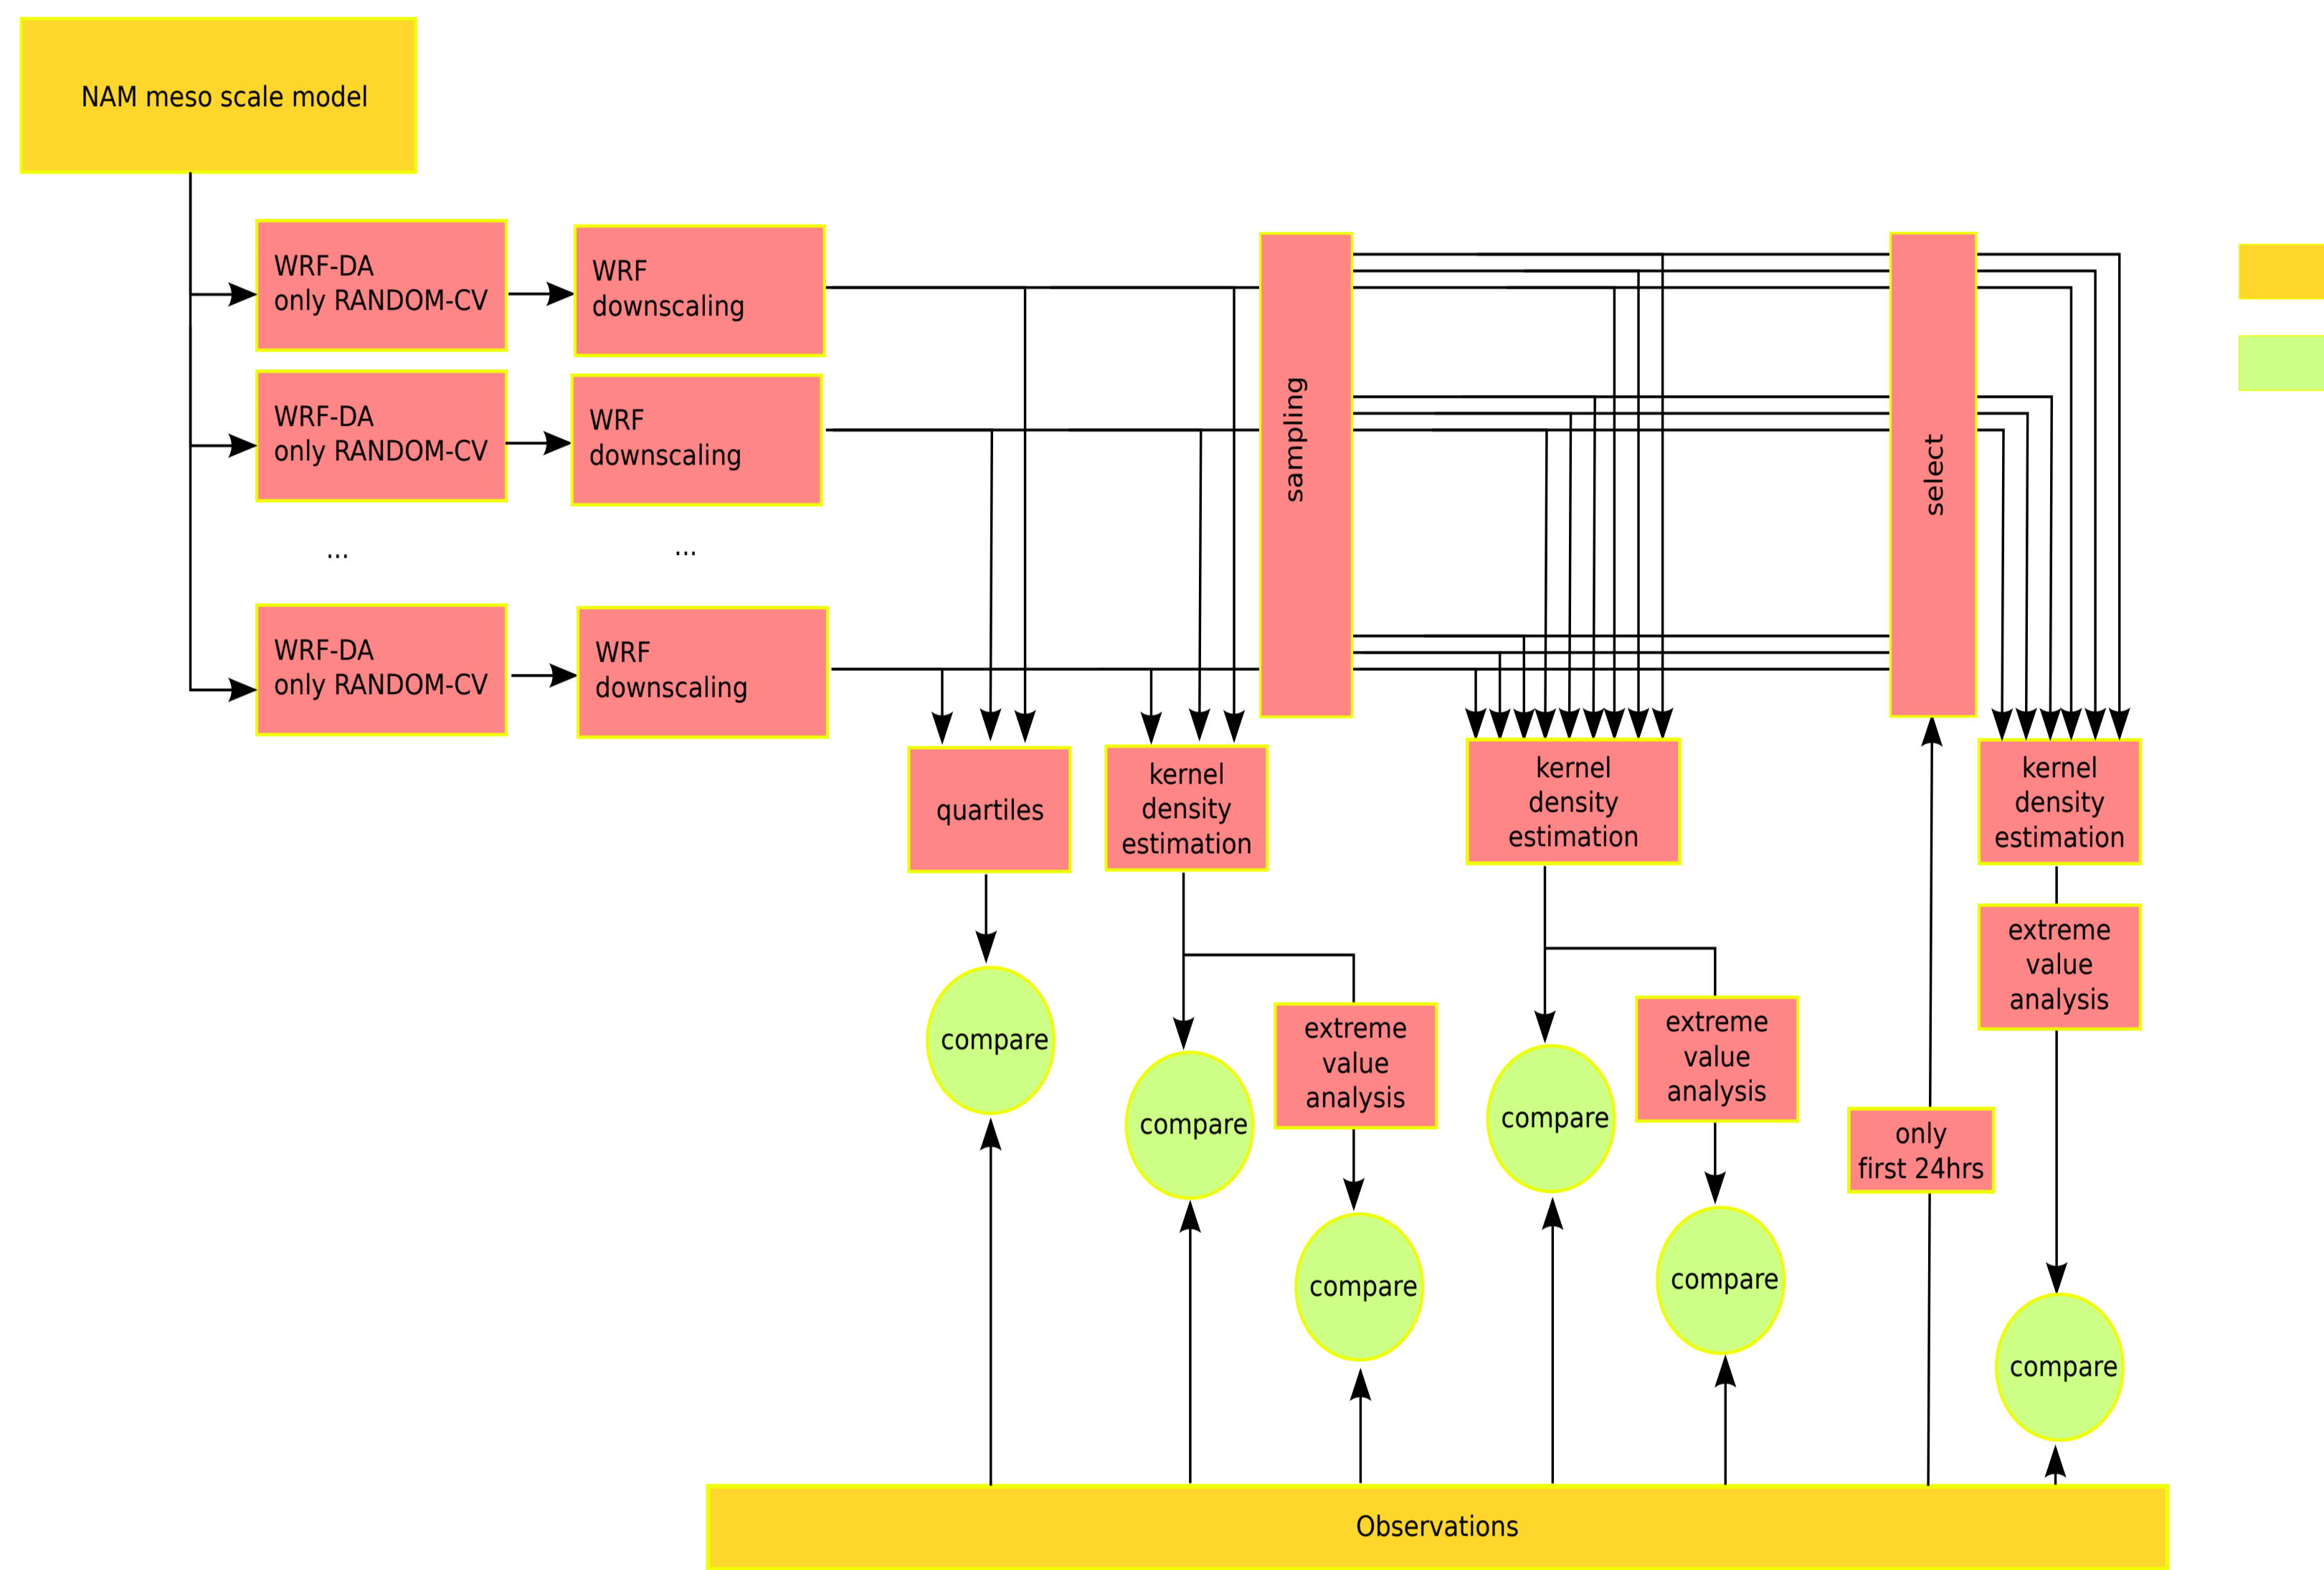 NAM meso scale model
WRF-DA
only RANDOM-CV
WRF
downscaling
WRF-DA
only RANDOM-CV
WRF
downscaling
...
...
WRF-DA
only RANDOM-CV
WRF
downscaling
sampling
select
quartiles
kernel
density
estimation
kernel
density
estimation
kernel
density
estimation
extreme
value
analysis
compare
compare
extreme
value
analysis
compare
extreme
value
analysis
only
first 24hrs
compare
compare
compare
Observations